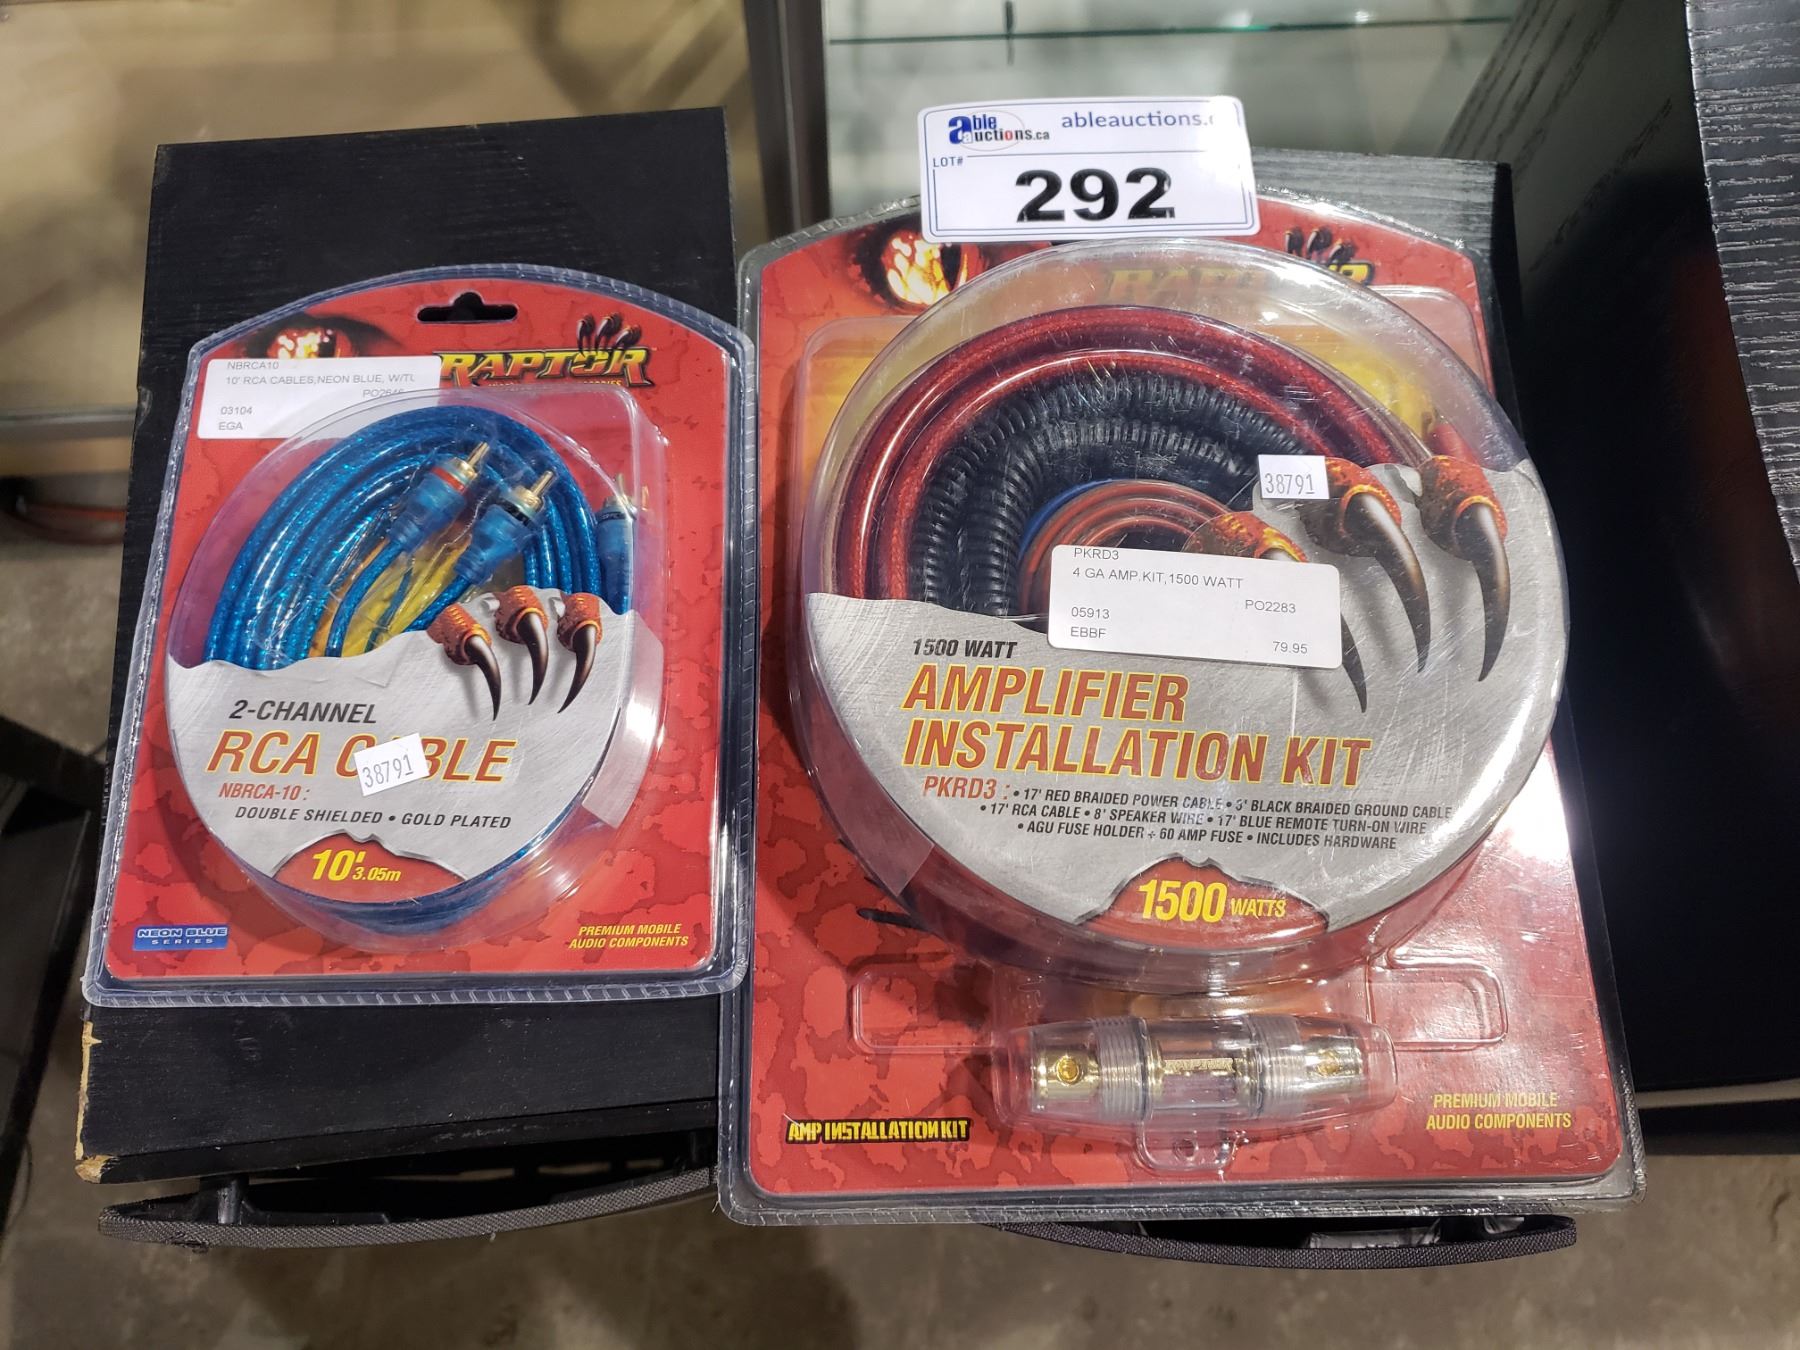 able auctions.ca
ableauctions.
LOT#
292
RAPTOR
NBRCA10
10' RCA CABLES,NEON BLUE, W/TU
PO2646
03104
EGA
2-CHANNEL
RCA CABLE
38791
NBRCA-10 :
DOUBLE SHIELDED • GOLD PLATED
10' 3.05m
NEON BLUE
SERIES
PREMIUM MOBILE
AUDIO COMPONENTS
RAPTOR
38791
PKRD3
4 GA AMP.KIT,1500 WATT
PO2283
05913
EBBF
79.95
1500 WATT
AMPLIFIER
INSTALLATION KIT
PKRD3 : • 17' RED BRAIDED POWER CABLE • 3' BLACK BRAIDED GROUND CABLE
• 17' RCA CABLE • 8' SPEAKER WIRE • 17' BLUE REMOTE TURN-ON WIRE
• AGU FUSE HOLDER + 60 AMP FUSE • INCLUDES HARDWARE
1500 WATTS
RAPTOR
AMP INSTALLATION KIT
PREMIUM MOBILE
AUDIO COMPONENTS